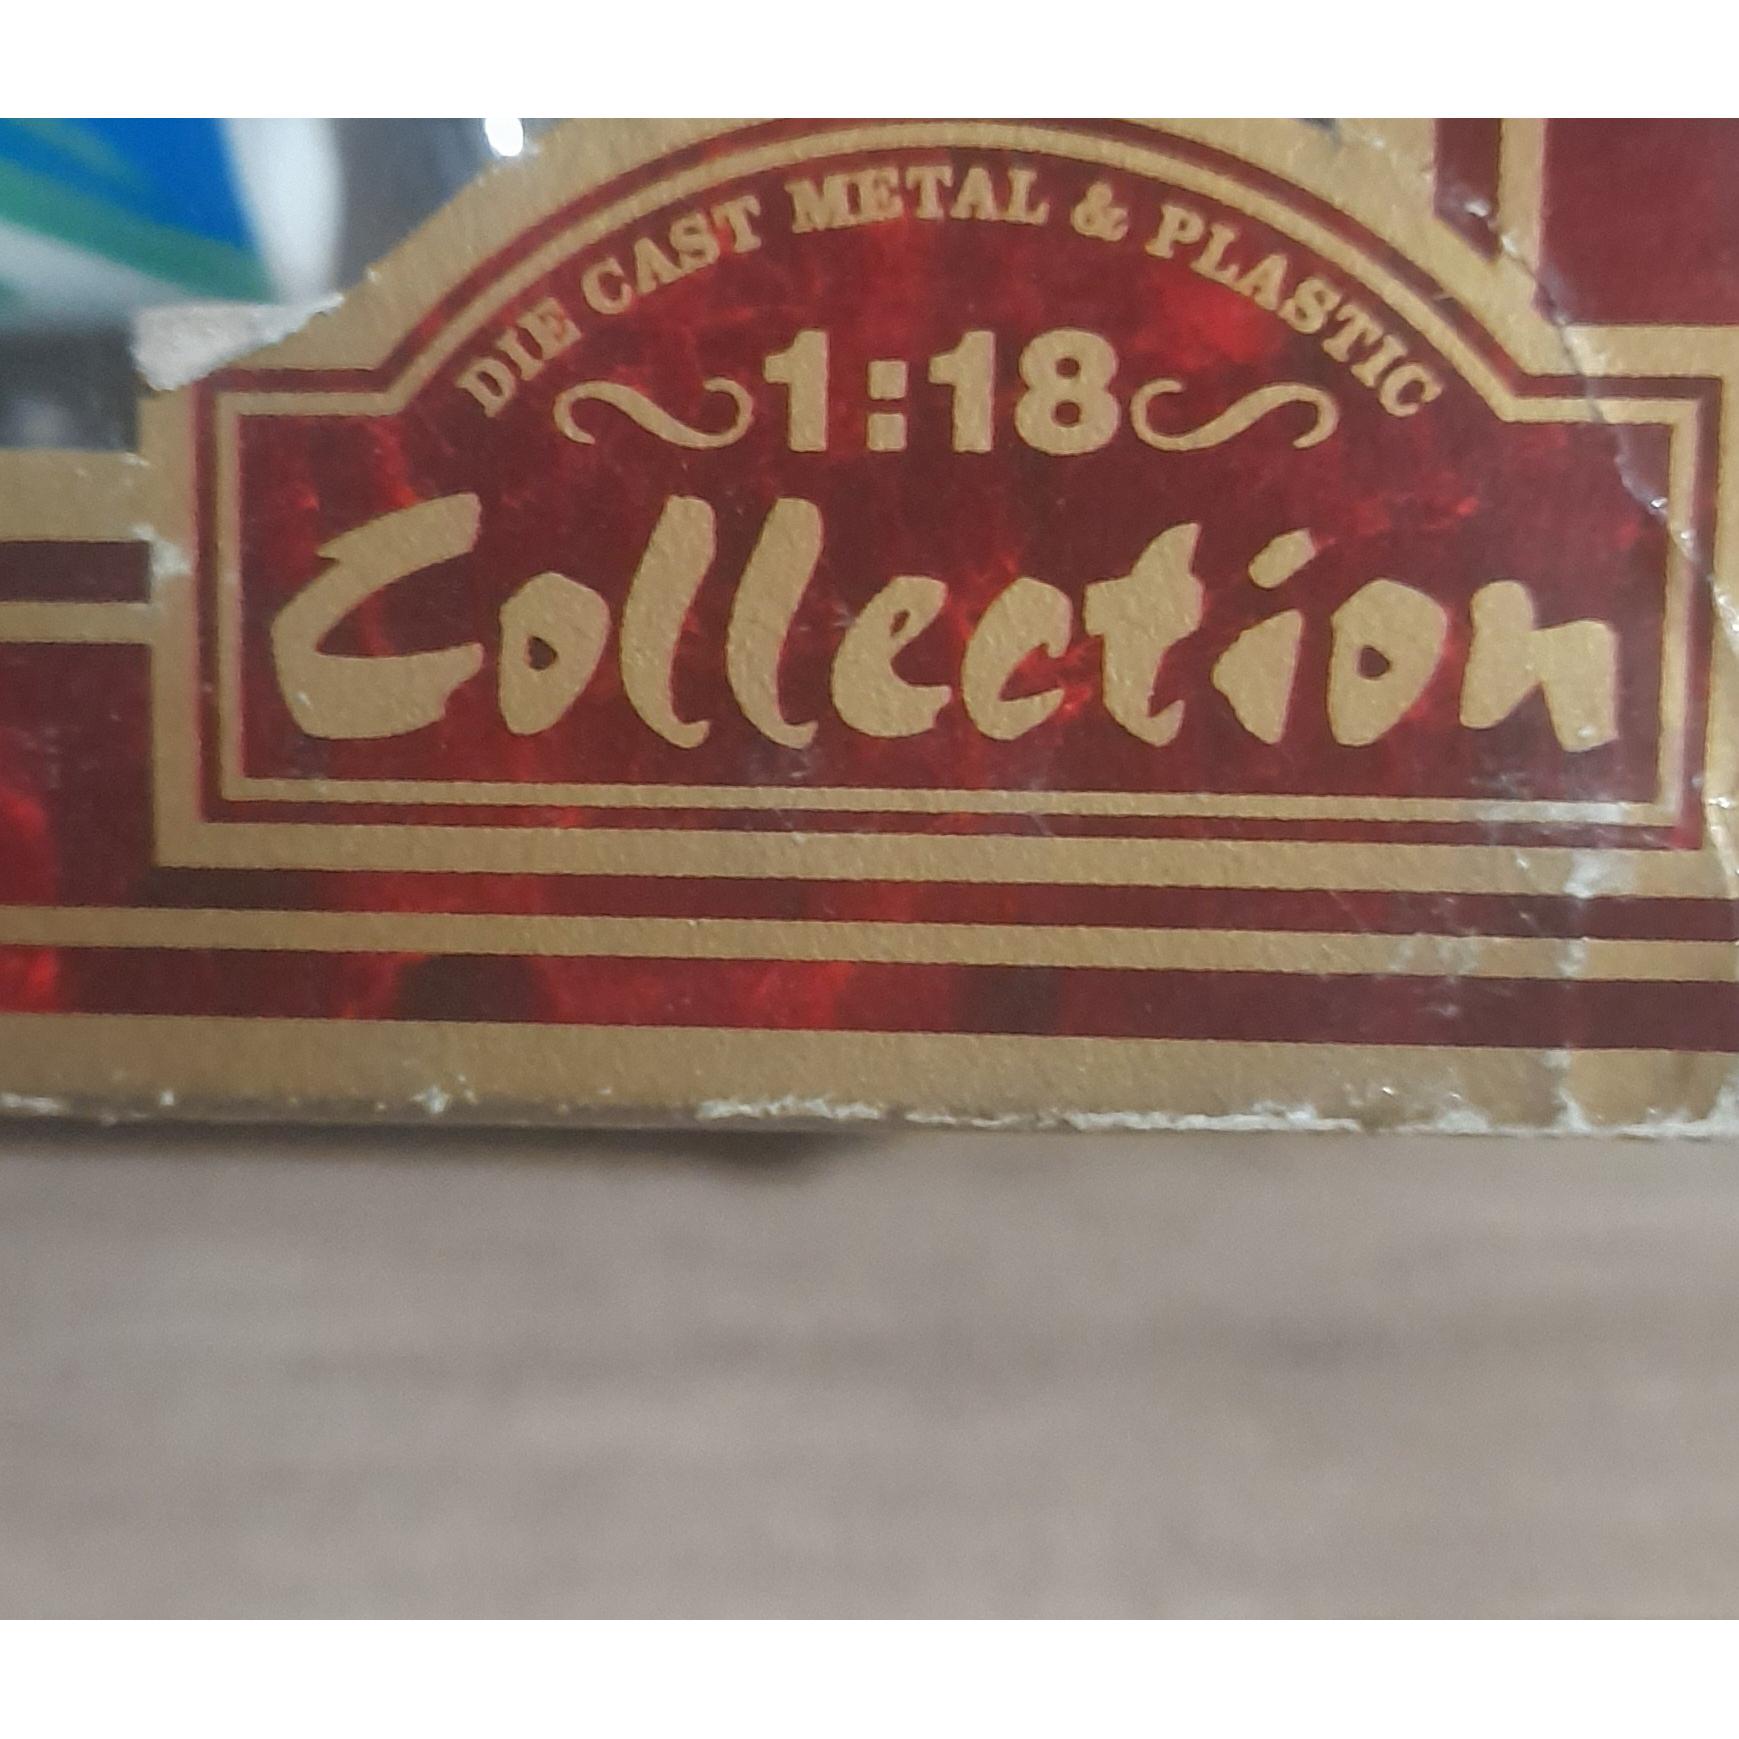 DIE CAST METAL & PLASTIC
1:18
Collection